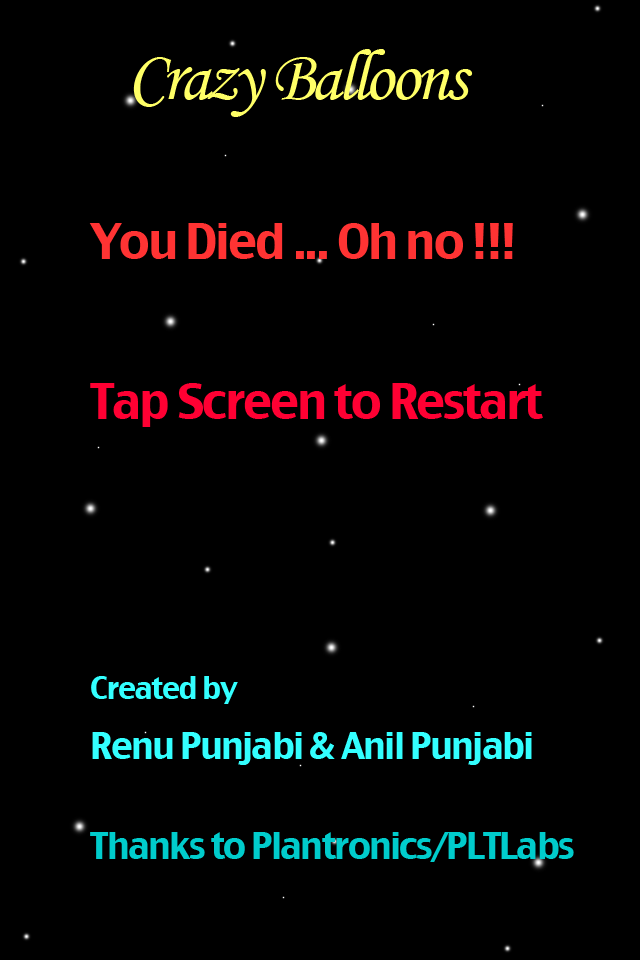 Crazy Balloons
You Died ... Oh no !!!
Tap Screen to Restart
Created by
Renu Punjabi & Anil Punjabi
Thanks to Plantronics/PLTLabs